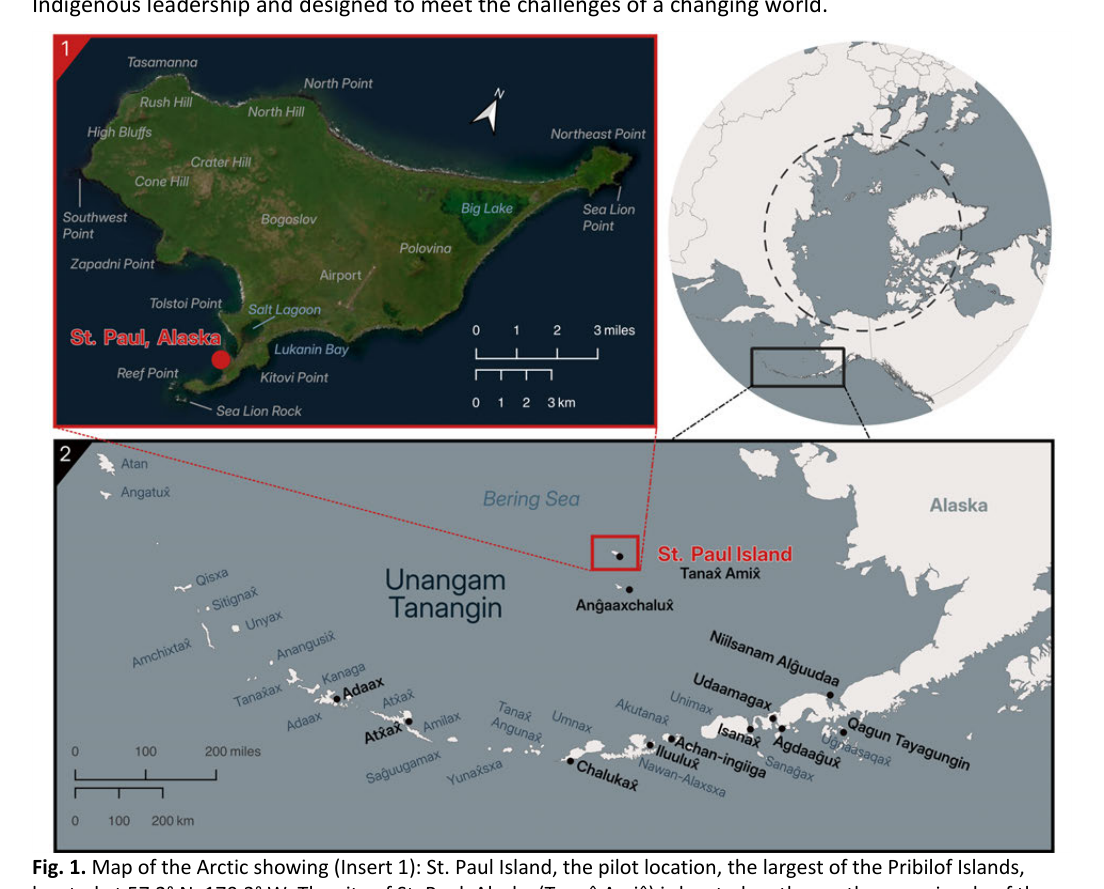 Indigenous leadership and designed to meet the challenges of a changing world.
1
Tasamanna
North Point
N
Rush Hill
North Hill
High Bluffs
Northeast Point
Crater Hill
Cone Hill
Big Lake
Sea Lion
Point
Southwest
Point
Bogoslov
Polovina
Zapadni Point
Airport
Tolstoi Point
Salt Lagoon
St. Paul, Alaska
0 1 2 3 miles
Lukanin Bay
Reef Point
Kitovi Point
0 1 2 3 km
Sea Lion Rock
2
Atan
Angatux̂
Bering Sea
Alaska
St. Paul Island
Tanax̂ Amix̂
Unangam
Tanangin
Anĝaaxchalux̂
Qisxa
Sitignax̂
Unyax
Amchixtax̂
Anangusix̂
Kanaga
Tanax̂ax
Adaax
Adaax
Atx̂ax̂
Atx̂ax̂
Amilax
Saĝuugamax
Yunax̂sxa
Tanax̂
Angunax̂
Umnax
Chalukax̂
Akutanax̂
Iluulux̂
Achan-ingiiga
Nawan-Alaxsxa
Unimax
Isanax̂
Udaamagax
Agdaaĝux̂
Sanaĝax
Niilsanam Alĝuudaa
Qagun Tayagungin
0 100 200 miles
0 100 200 km
Fig. 1. Map of the Arctic showing (Insert 1): St. Paul Island, the pilot location, the largest of the Pribilof Islands,